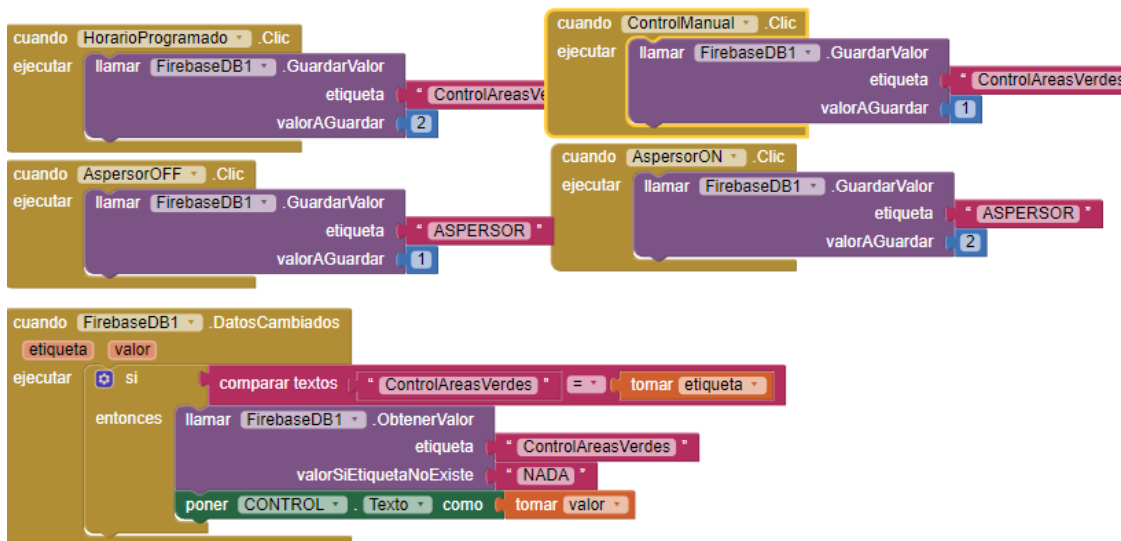 cuando HorarioProgramado .Clic
ejecutar llamar FirebaseDB1 .GuardarValor
etiqueta " ControlAreasVe
valorAGuardar 2
cuando ControlManual .Clic
ejecutar llamar FirebaseDB1 .GuardarValor
etiqueta " ControlAreasVerdes
valorAGuardar 1
cuando AspersorOFF .Clic
ejecutar llamar FirebaseDB1 .GuardarValor
etiqueta " ASPERSOR "
valorAGuardar 1
cuando AspersorON .Clic
ejecutar llamar FirebaseDB1 .GuardarValor
etiqueta " ASPERSOR "
valorAGuardar 2
cuando FirebaseDB1 .DatosCambiados
etiqueta valor
ejecutar si comparar textos " ControlAreasVerdes " = tomar etiqueta
entonces llamar FirebaseDB1 .ObtenerValor
etiqueta " ControlAreasVerdes "
valorSiEtiquetaNoExiste " NADA "
poner CONTROL . Texto como tomar valor